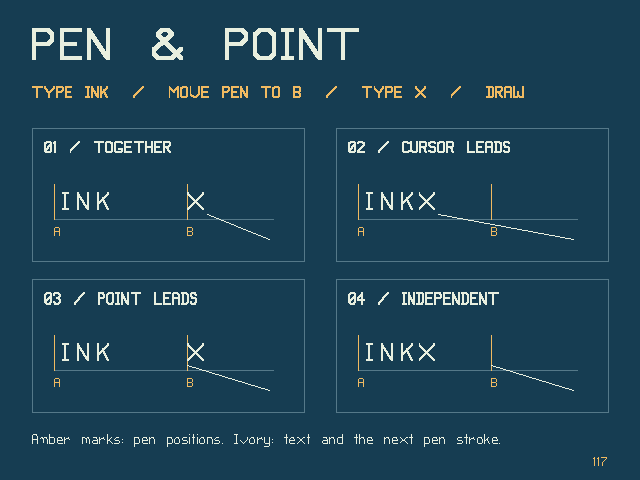 PEN & POINT
TYPE INK / MOVE PEN TO B / TYPE X / DRAW
01 / TOGETHER
INK X
A B
02 / CURSOR LEADS
INKX
A B
03 / POINT LEADS
INK X
A B
04 / INDEPENDENT
INKX
A B
Amber marks: pen positions. Ivory: text and the next pen stroke.
117